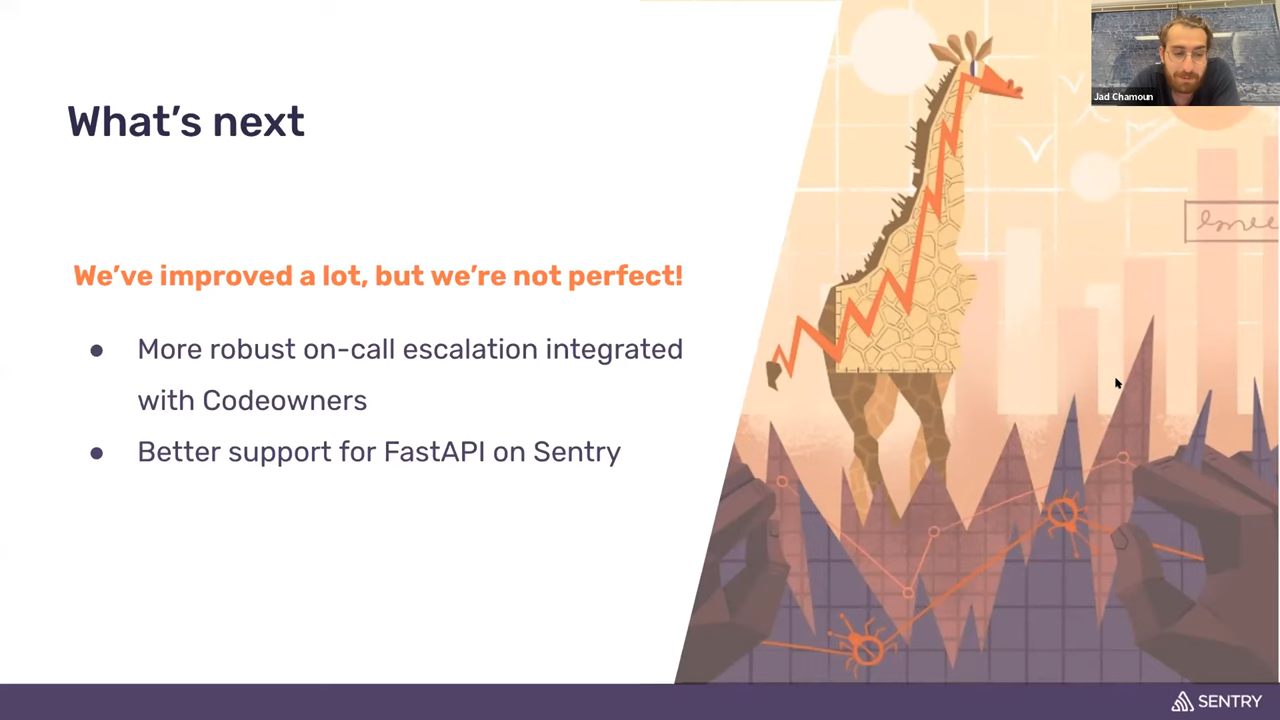 What's next
Jad Chamoun
We've improved a lot, but we're not perfect!
More robust on-call escalation integrated
with Codeowners
Better support for FastAPI on Sentry
SENTRY